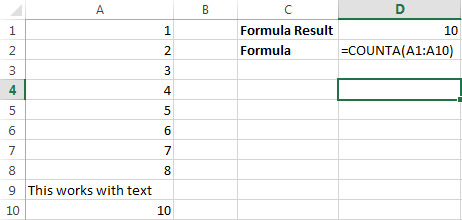 A B C D
1 1 Formula Result 10
2 2 Formula =COUNTA(A1:A10)
3 3
4 4
5 5
6 6
7 7
8 8
9 This works with text
10 10